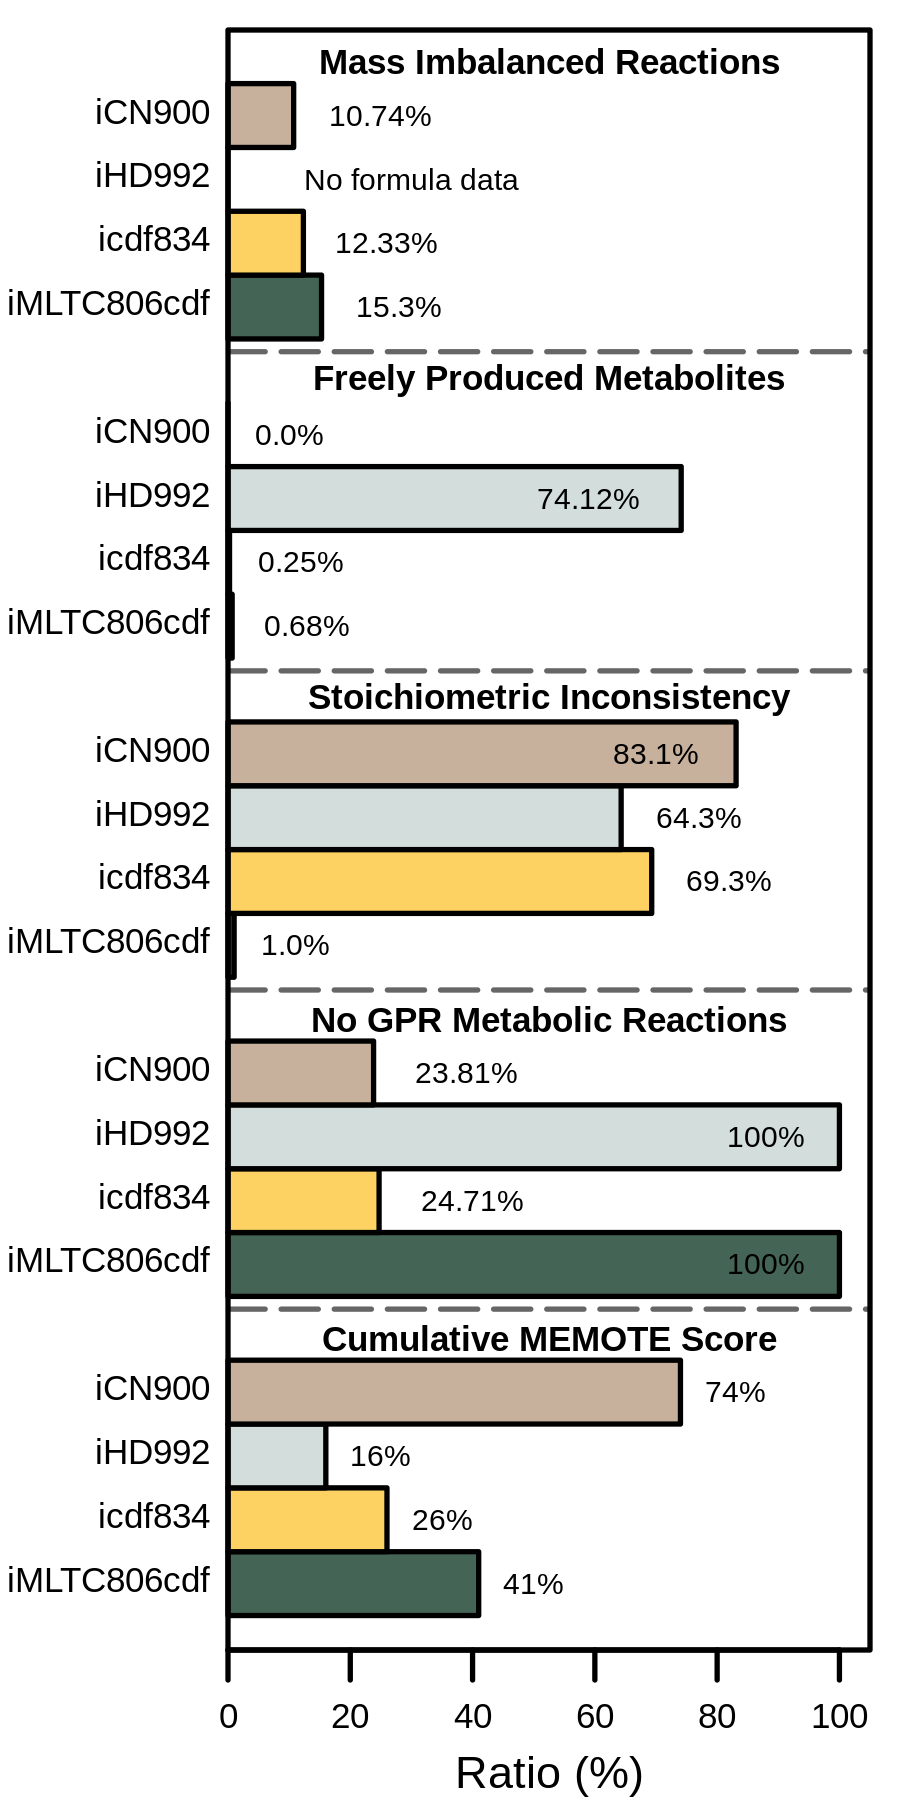 Mass Imbalanced Reactions
iCN900 10.74%
iHD992 No formula data
icdf834 12.33%
iMLTC806cdf 15.3%
Freely Produced Metabolites
iCN900 0.0%
iHD992 74.12%
icdf834 0.25%
iMLTC806cdf 0.68%
Stoichiometric Inconsistency
iCN900 83.1%
iHD992 64.3%
icdf834 69.3%
iMLTC806cdf 1.0%
No GPR Metabolic Reactions
iCN900 23.81%
iHD992 100%
icdf834 24.71%
iMLTC806cdf 100%
Cumulative MEMOTE Score
iCN900 74%
iHD992 16%
icdf834 26%
iMLTC806cdf 41%
0 20 40 60 80 100
Ratio (%)